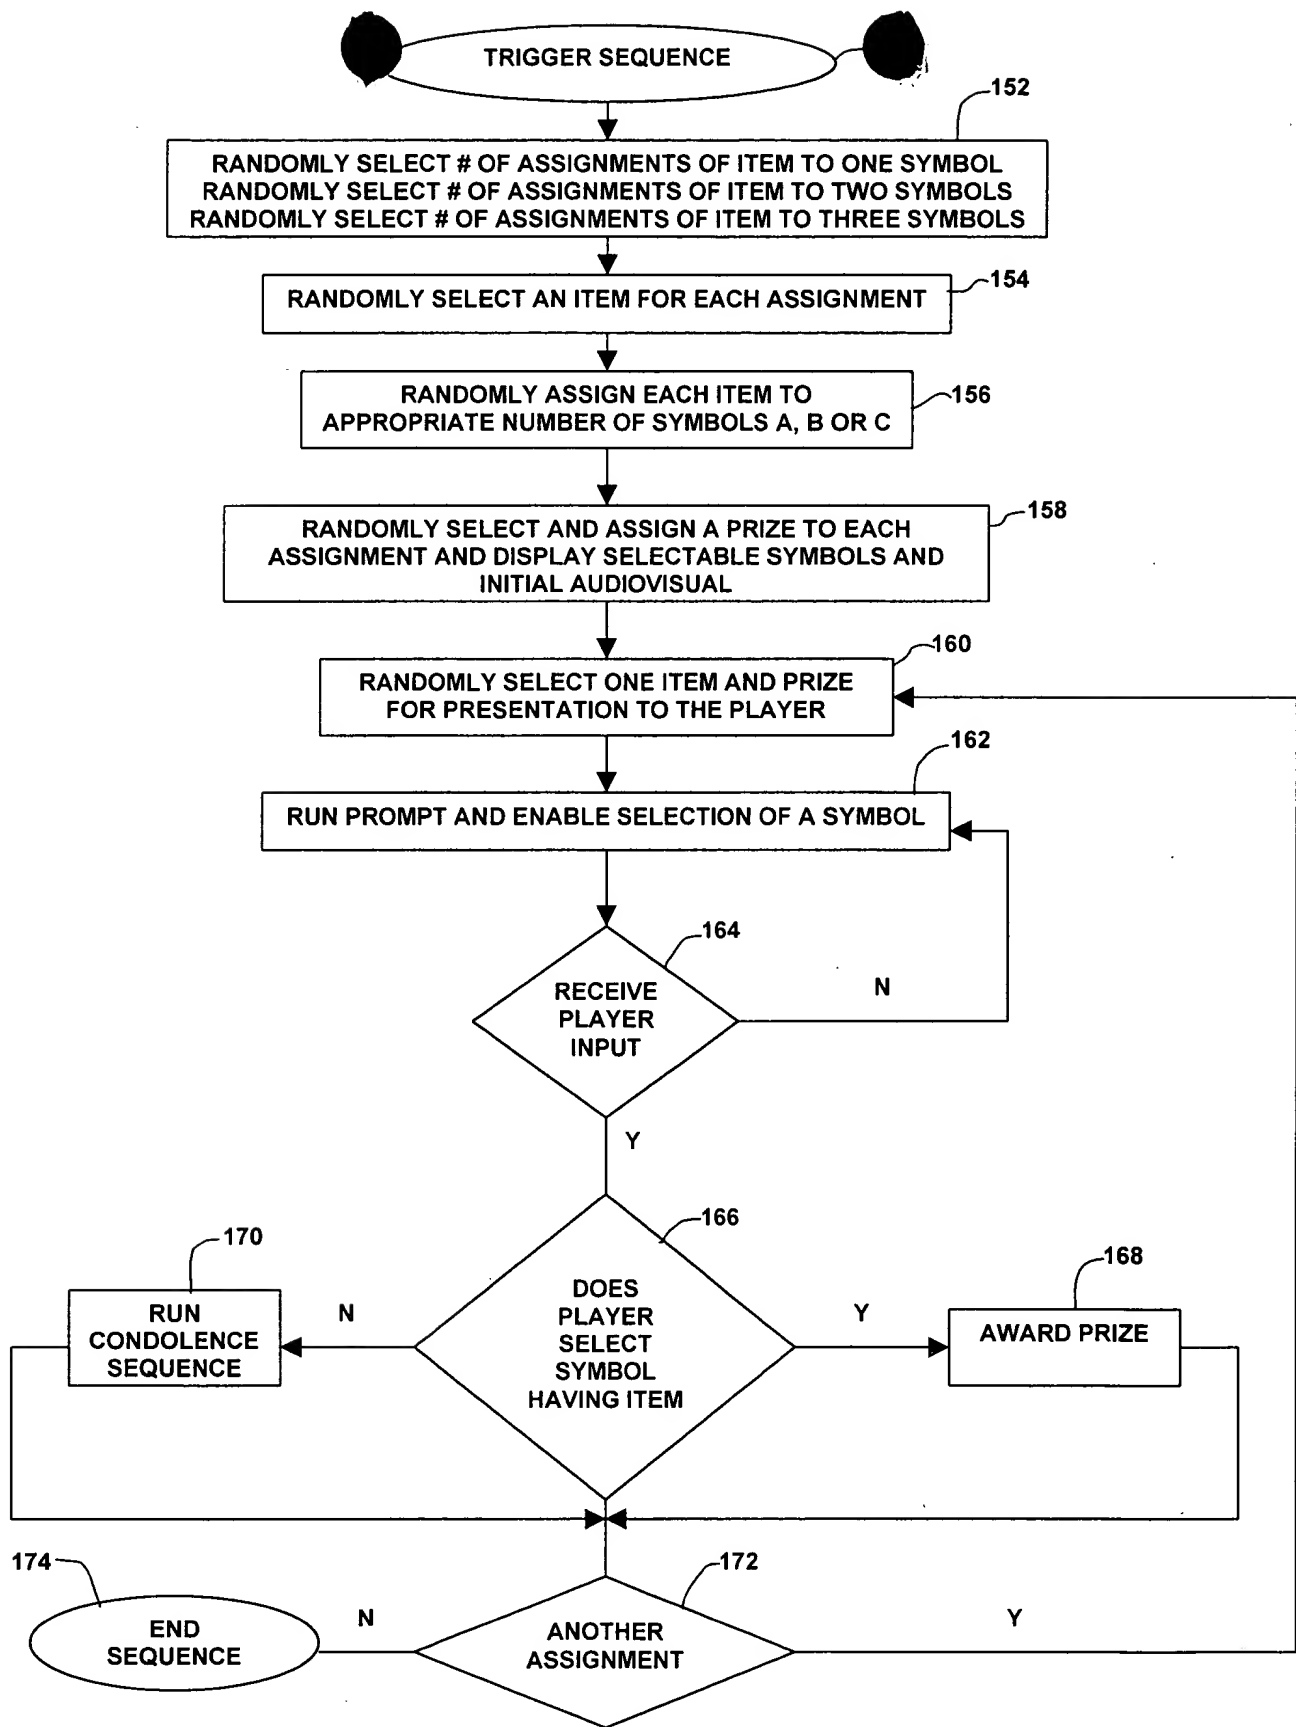 TRIGGER SEQUENCE
152
RANDOMLY SELECT # OF ASSIGNMENTS OF ITEM TO ONE SYMBOL
RANDOMLY SELECT # OF ASSIGNMENTS OF ITEM TO TWO SYMBOLS
RANDOMLY SELECT # OF ASSIGNMENTS OF ITEM TO THREE SYMBOLS
154
RANDOMLY SELECT AN ITEM FOR EACH ASSIGNMENT
156
RANDOMLY ASSIGN EACH ITEM TO
APPROPRIATE NUMBER OF SYMBOLS A, B OR C
158
RANDOMLY SELECT AND ASSIGN A PRIZE TO EACH
ASSIGNMENT AND DISPLAY SELECTABLE SYMBOLS AND
INITIAL AUDIOVISUAL
160
RANDOMLY SELECT ONE ITEM AND PRIZE
FOR PRESENTATION TO THE PLAYER
162
RUN PROMPT AND ENABLE SELECTION OF A SYMBOL
164
RECEIVE
PLAYER
INPUT
N
Y
166
DOES
PLAYER
SELECT
SYMBOL
HAVING ITEM
170
RUN
CONDOLENCE
SEQUENCE
N
Y
168
AWARD PRIZE
174
END
SEQUENCE
N
172
ANOTHER
ASSIGNMENT
Y